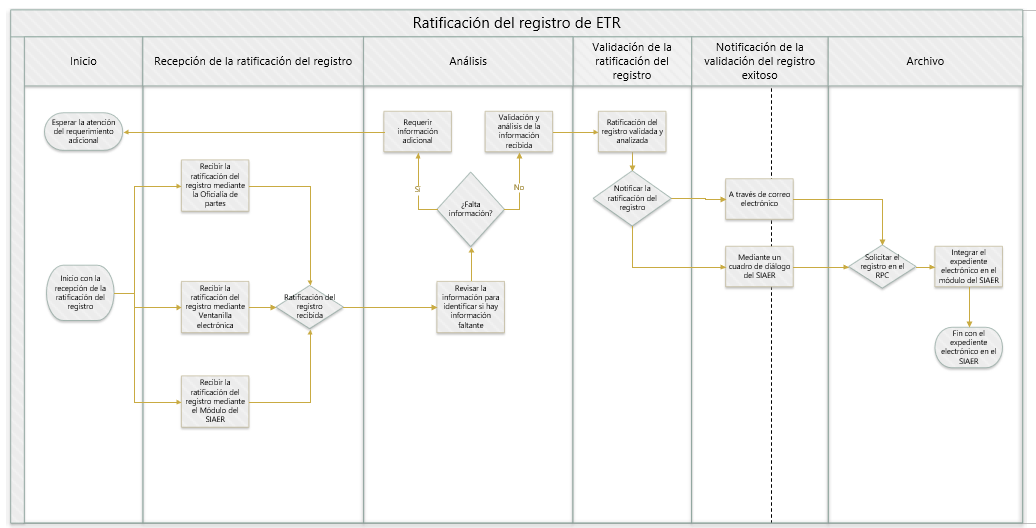 Ratificación del registro de ETR
Inicio
Recepción de la ratificación del registro
Análisis
Validación de la
ratificación del
registro
Notificación de la
validación del registro
exitoso
Archivo
Esperar la atención
del requerimiento
adicional
Requerir
información
adicional
Validación y
análisis de la
información
recibida
Ratificación del
registro validada y
analizada
Recibir la
ratificación del
registro mediante
la Oficialía de
partes
Sí
No
¿Falta
información?
Notificar la
ratificación del
registro
A través de correo
electrónico
Inicio con la
recepción de la
ratificación del
registro
Recibir la
ratificación del
registro mediante
Ventanilla
electrónica
Ratificación del
registro
recibida
Revisar la
información para
identificar si hay
información
faltante
Mediante un
cuadro de diálogo
del SIAER
Solicitar el
registro en el
RPC
Integrar el
expediente
electrónico en el
módulo del SIAER
Fin con el
expediente
electrónico en el
SIAER
Recibir la
ratificación del
registro mediante
el Módulo del
SIAER